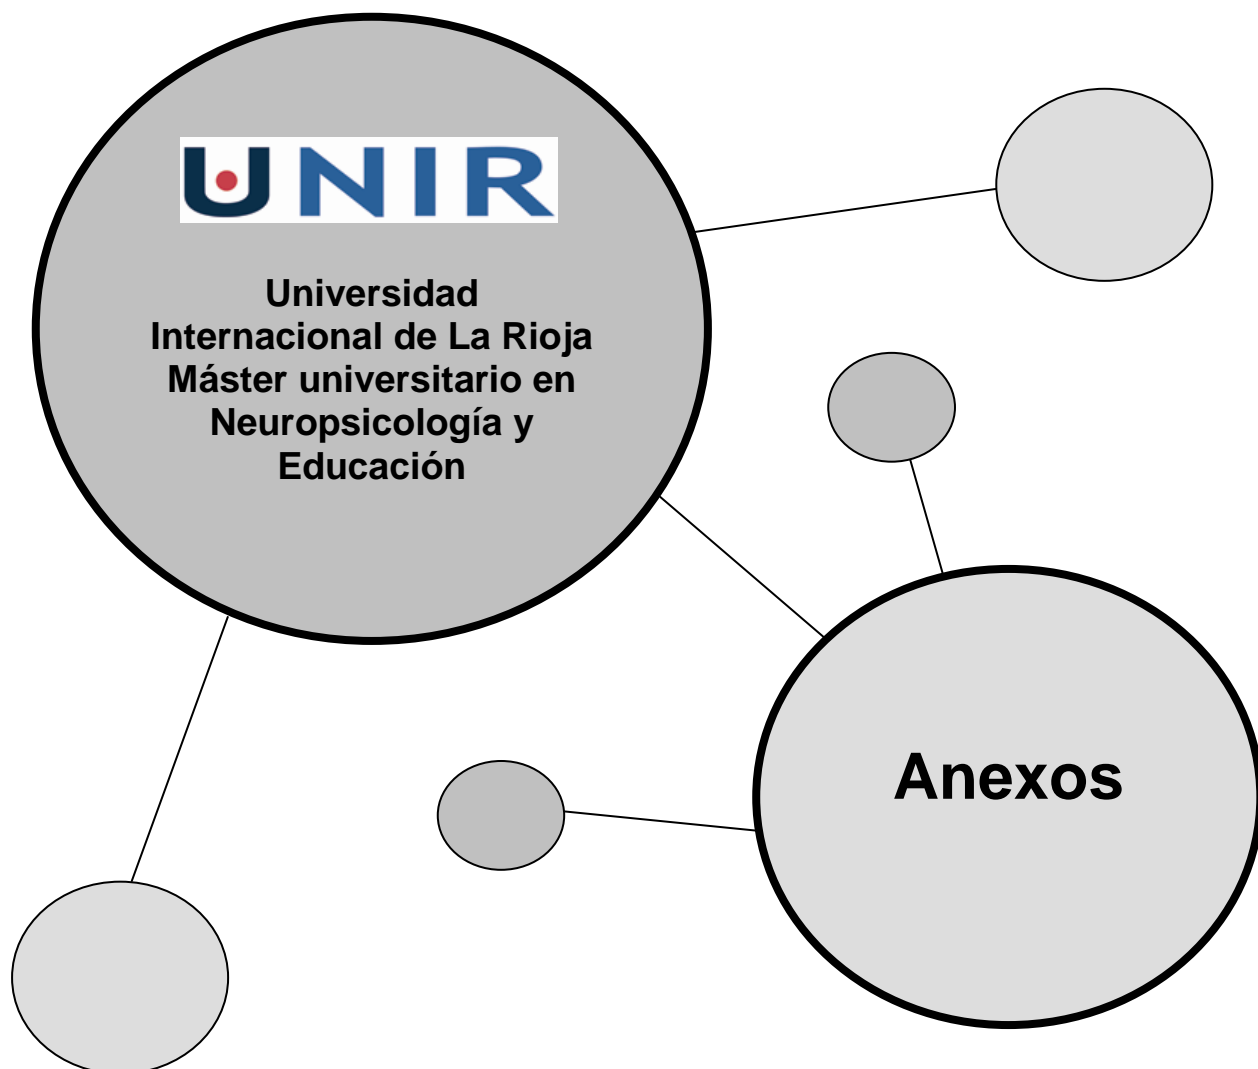 UNIR
Universidad
Internacional de La Rioja
Máster universitario en
Neuropsicología y
Educación
Anexos